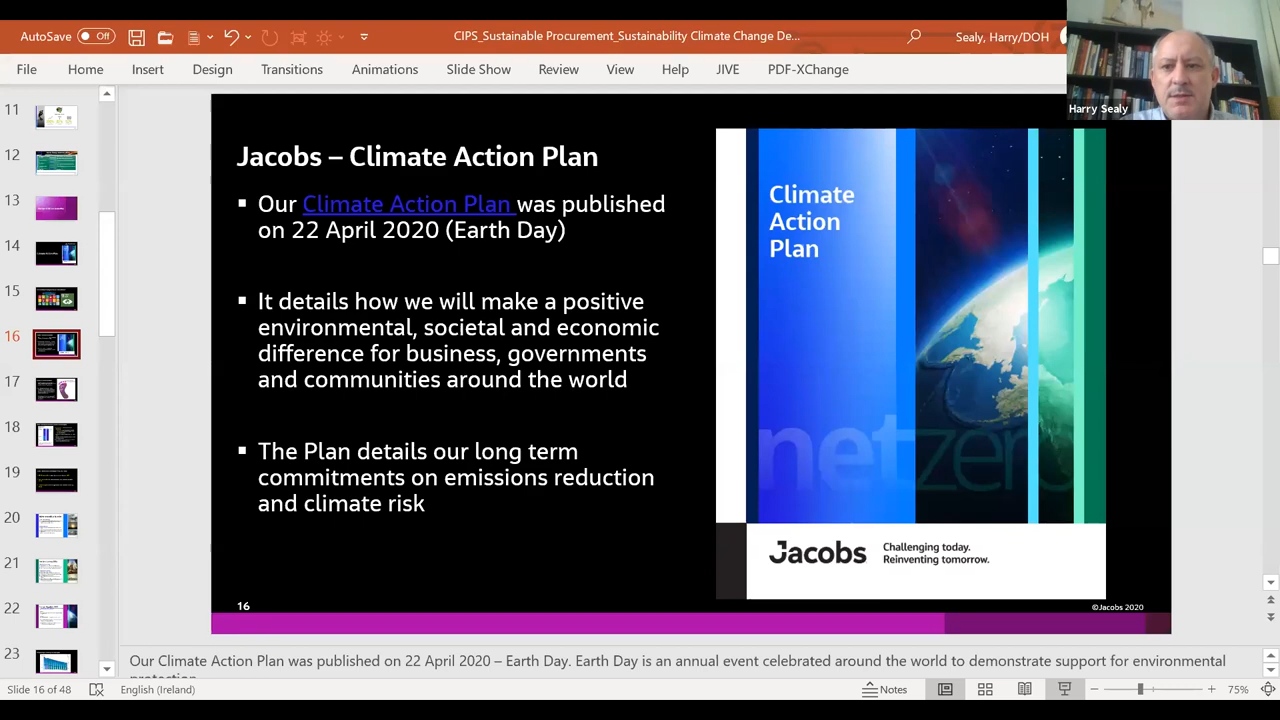 AutoSave Off
CIPS_Sustainable Procurement_Sustainability Climate Change De...
Sealy, Harry/DOH
File Home Insert Design Transitions Animations Slide Show Review View Help JIVE PDF-XChange
Harry Sealy
11
12
13
14
15
16
17
18
19
20
21
22
23
Jacobs – Climate Action Plan
Our Climate Action Plan was published
on 22 April 2020 (Earth Day)
It details how we will make a positive
environmental, societal and economic
difference for business, governments
and communities around the world
The Plan details our long term
commitments on emissions reduction
and climate risk
Climate
Action
Plan
netzero
Jacobs
Challenging today.
Reinventing tomorrow.
16
©Jacobs 2020
Our Climate Action Plan was published on 22 April 2020 – Earth Day. Earth Day is an annual event celebrated around the world to demonstrate support for environmental
protection
Slide 16 of 48 English (Ireland) Notes 75%